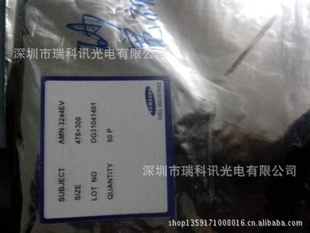 深圳市瑞科讯光电有限公司
SAMSUNG
SUBJECT AMN-3244EV
SIZE 478×300
LOT NO DG31041401
QUANTITY 50 P
深圳市瑞科讯光电有限公司
shop1359171008016.cn.alibaba.com